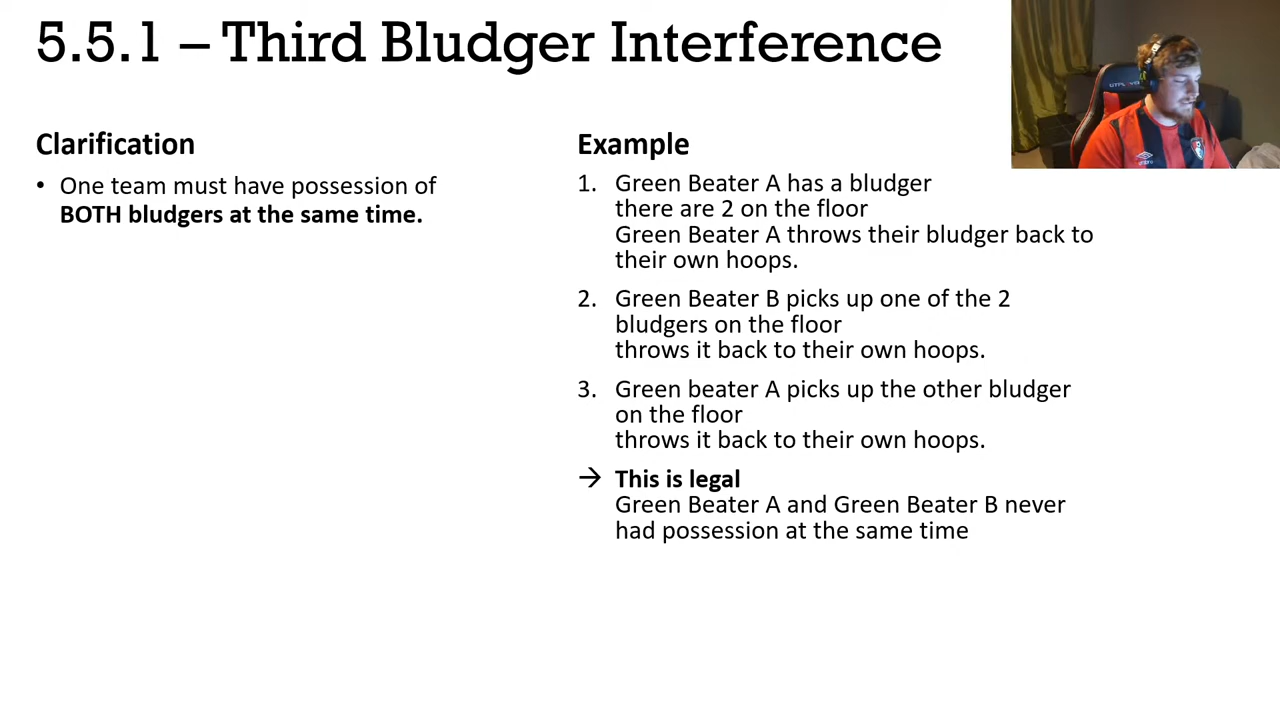 5.5.1 – Third Bludger Interference
Clarification
• One team must have possession of
BOTH bludgers at the same time.
Example
1. Green Beater A has a bludger
there are 2 on the floor
Green Beater A throws their bludger back to
their own hoops.
2. Green Beater B picks up one of the 2
bludgers on the floor
throws it back to their own hoops.
3. Green beater A picks up the other bludger
on the floor
throws it back to their own hoops.
→ This is legal
Green Beater A and Green Beater B never
had possession at the same time